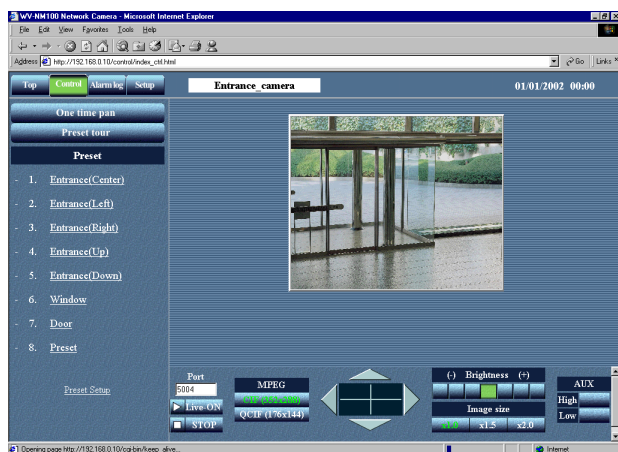 WV-NM100 Network Camera - Microsoft Internet Explorer
File Edit View Favorites Tools Help
Address http://192.168.0.10/control/index_ctrl.html Go Links
Top Control Alarm log Setup Entrance_camera 01/01/2002 00:00
One time pan
Preset tour
Preset
- 1. Entrance(Center)
- 2. Entrance(Left)
- 3. Entrance(Right)
- 4. Entrance(Up)
- 5. Entrance(Down)
- 6. Window
- 7. Door
- 8. Preset
Preset Setup
Port
5004
Live-ON
STOP
MPEG
CIF (352x288)
QCIF (176x144)
(-) Brightness (+)
Image size
x1.0 x1.5 x2.0
AUX
High
Low
Opening page http://192.168.0.10/cgi-bin/keep_alive... Internet